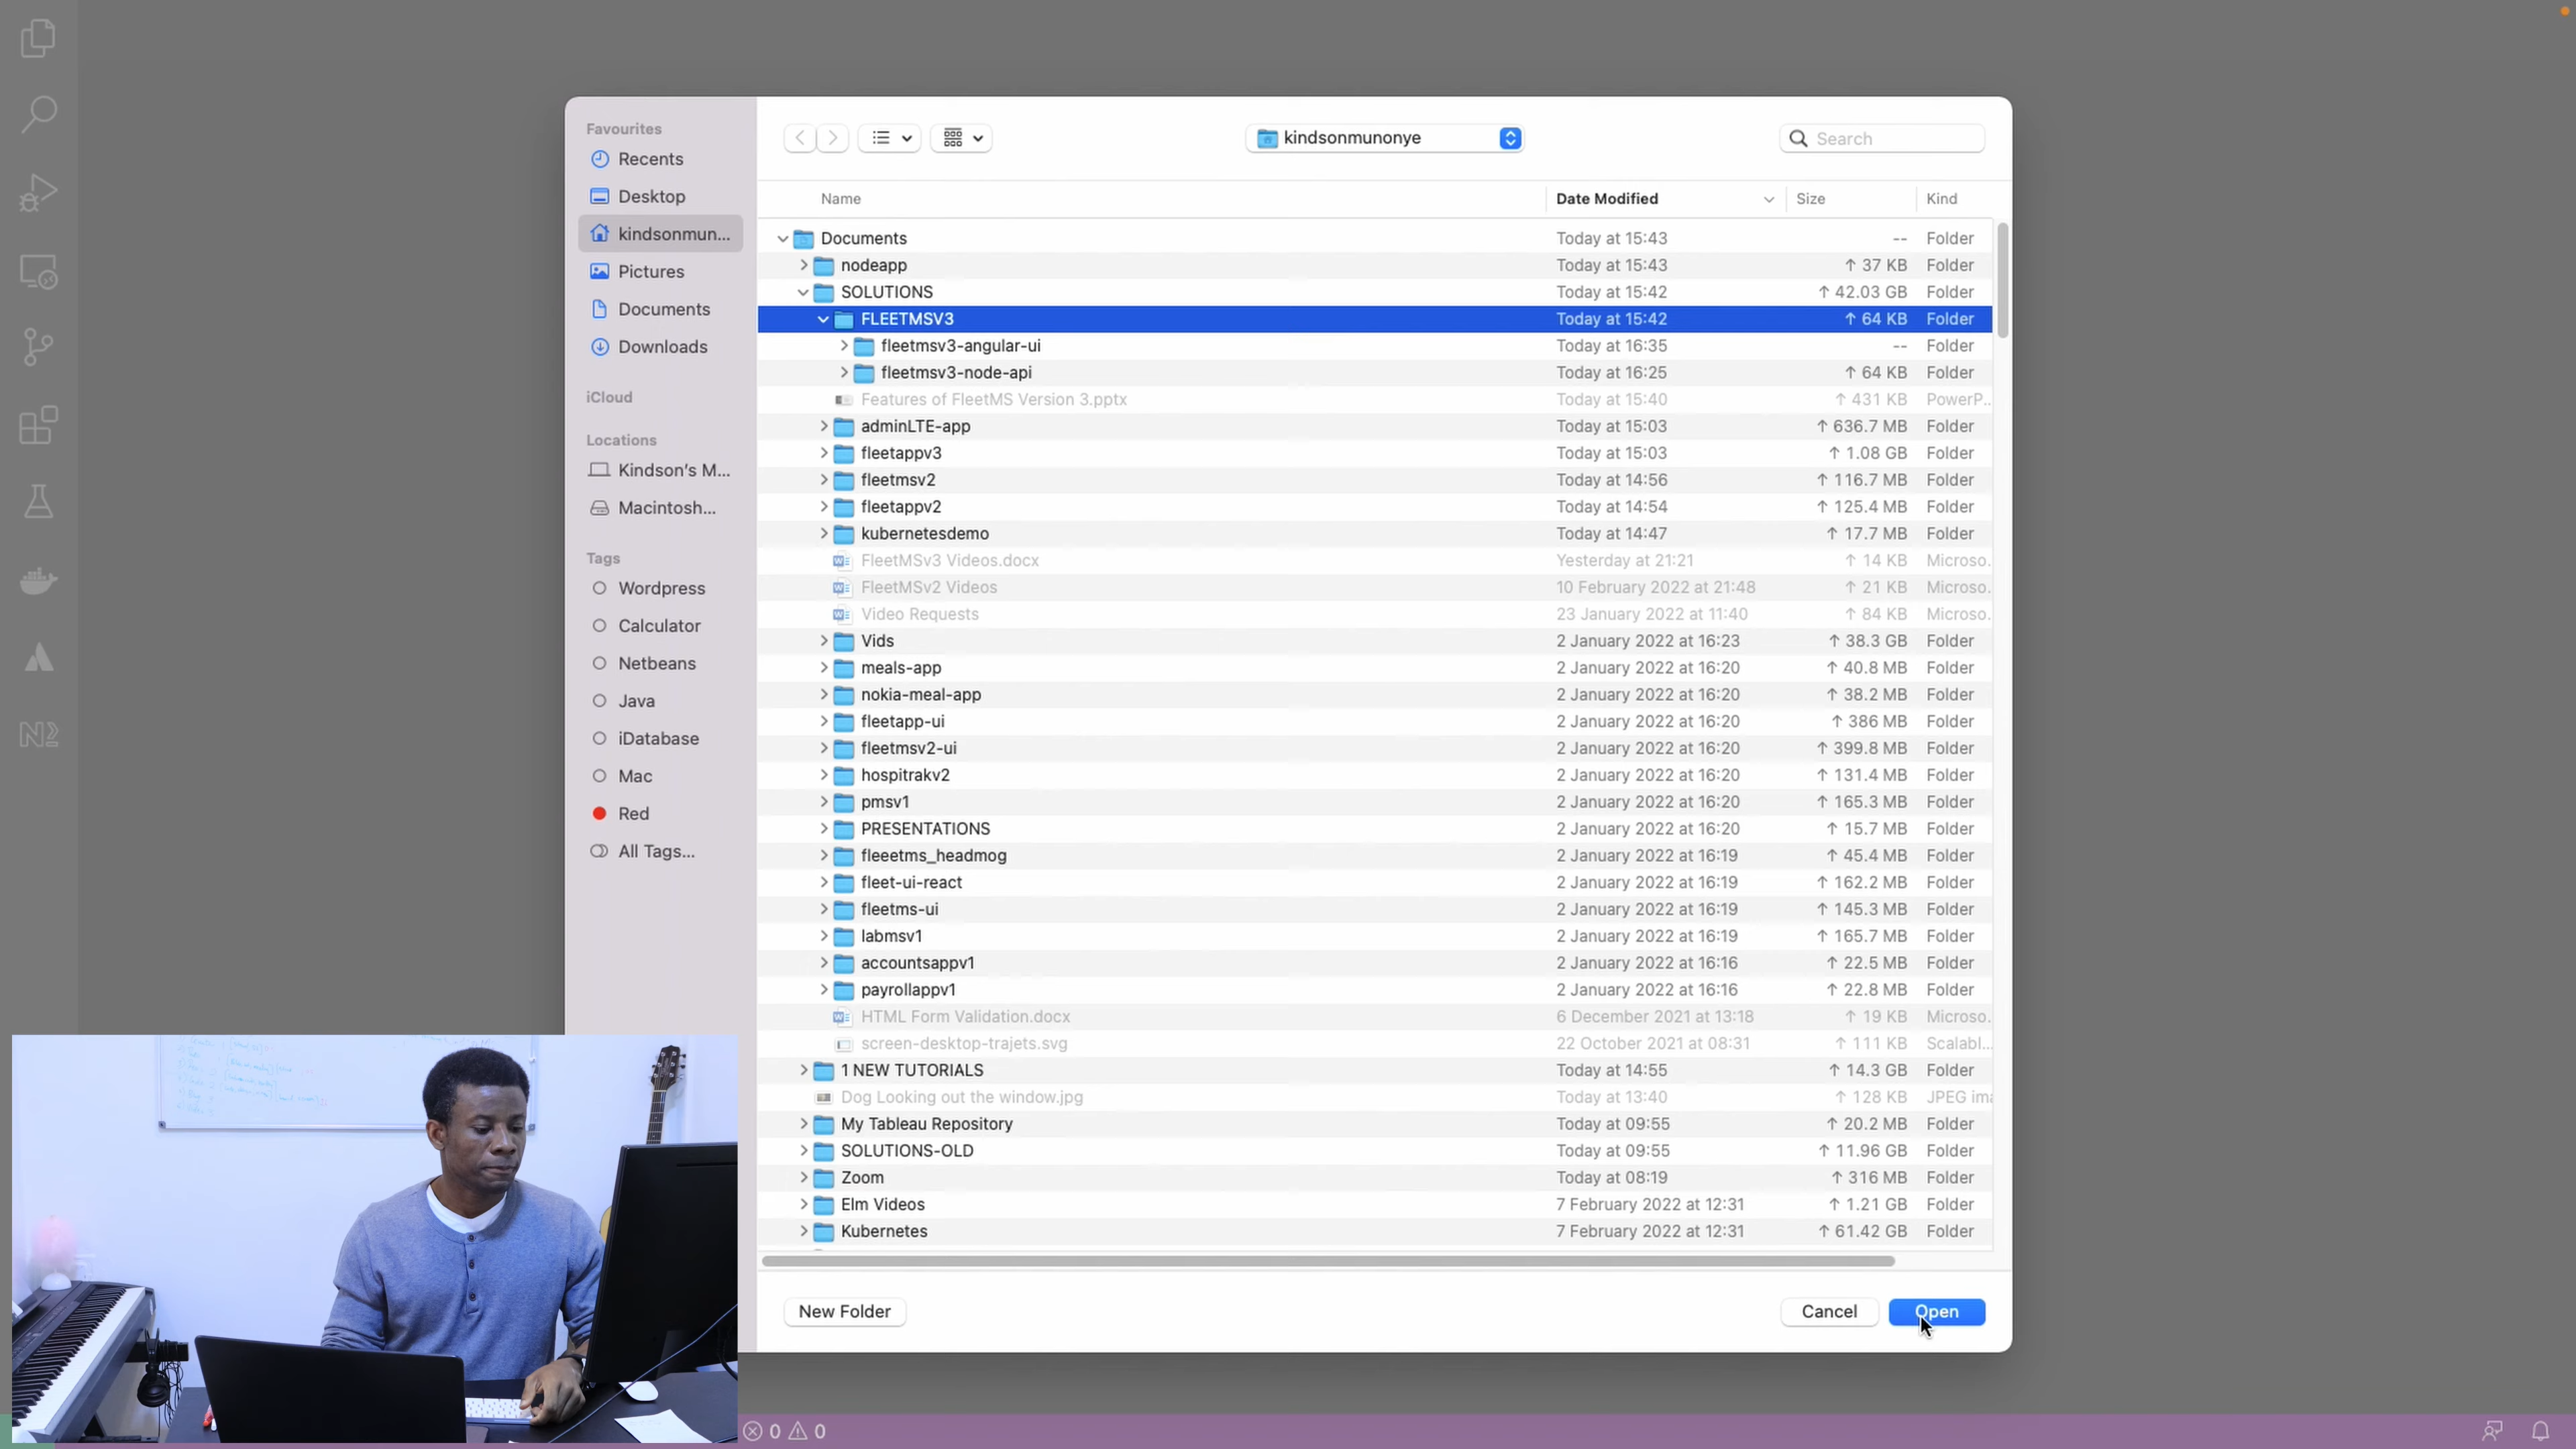 Favourites
Recents
Desktop
kindsonmun...
Pictures
Documents
Downloads
iCloud
Locations
Kindson's M...
Macintosh...
Tags
Wordpress
Calculator
Netbeans
Java
iDatabase
Mac
Red
All Tags...
kindsonmunonye
Search
Name Date Modified Size Kind
Documents Today at 15:43 -- Folder
nodeapp Today at 15:43 ↑ 37 KB Folder
SOLUTIONS Today at 15:42 ↑ 42.03 GB Folder
FLEETMSV3 Today at 15:42 ↑ 64 KB Folder
fleetmsv3-angular-ui Today at 16:35 -- Folder
fleetmsv3-node-api Today at 16:25 ↑ 64 KB Folder
Features of FleetMS Version 3.pptx Today at 15:40 ↑ 431 KB PowerP...
adminLTE-app Today at 15:03 ↑ 636.7 MB Folder
fleetappv3 Today at 15:03 ↑ 1.08 GB Folder
fleetmsv2 Today at 14:56 ↑ 116.7 MB Folder
fleetappv2 Today at 14:54 ↑ 125.4 MB Folder
kubernetesdemo Today at 14:47 ↑ 17.7 MB Folder
FleetMSv3 Videos.docx Yesterday at 21:21 ↑ 14 KB Microso.
FleetMSv2 Videos 10 February 2022 at 21:48 ↑ 21 KB Microso.
Video Requests 23 January 2022 at 11:40 ↑ 84 KB Microso.
Vids 2 January 2022 at 16:23 ↑ 38.3 GB Folder
meals-app 2 January 2022 at 16:20 ↑ 40.8 MB Folder
nokia-meal-app 2 January 2022 at 16:20 ↑ 38.2 MB Folder
fleetapp-ui 2 January 2022 at 16:20 ↑ 386 MB Folder
fleetmsv2-ui 2 January 2022 at 16:20 ↑ 399.8 MB Folder
hospitrakv2 2 January 2022 at 16:20 ↑ 131.4 MB Folder
pmsv1 2 January 2022 at 16:20 ↑ 165.3 MB Folder
PRESENTATIONS 2 January 2022 at 16:20 ↑ 15.7 MB Folder
fleeetms_headmog 2 January 2022 at 16:19 ↑ 45.4 MB Folder
fleet-ui-react 2 January 2022 at 16:19 ↑ 162.2 MB Folder
fleetms-ui 2 January 2022 at 16:19 ↑ 145.3 MB Folder
labmsv1 2 January 2022 at 16:19 ↑ 165.7 MB Folder
accountsappv1 2 January 2022 at 16:16 ↑ 22.5 MB Folder
payrollappv1 2 January 2022 at 16:16 ↑ 22.8 MB Folder
HTML Form Validation.docx 6 December 2021 at 13:18 ↑ 19 KB Microso.
screen-desktop-trajets.svg 22 October 2021 at 08:31 ↑ 111 KB Scalabl...
1 NEW TUTORIALS Today at 14:55 ↑ 14.3 GB Folder
Dog Looking out the window.jpg Today at 13:40 ↑ 128 KB JPEG ima
My Tableau Repository Today at 09:55 ↑ 20.2 MB Folder
SOLUTIONS-OLD Today at 09:55 ↑ 11.96 GB Folder
Zoom Today at 08:19 ↑ 316 MB Folder
Elm Videos 7 February 2022 at 12:31 ↑ 1.21 GB Folder
Kubernetes 7 February 2022 at 12:31 ↑ 61.42 GB Folder
New Folder Cancel Open
0 0